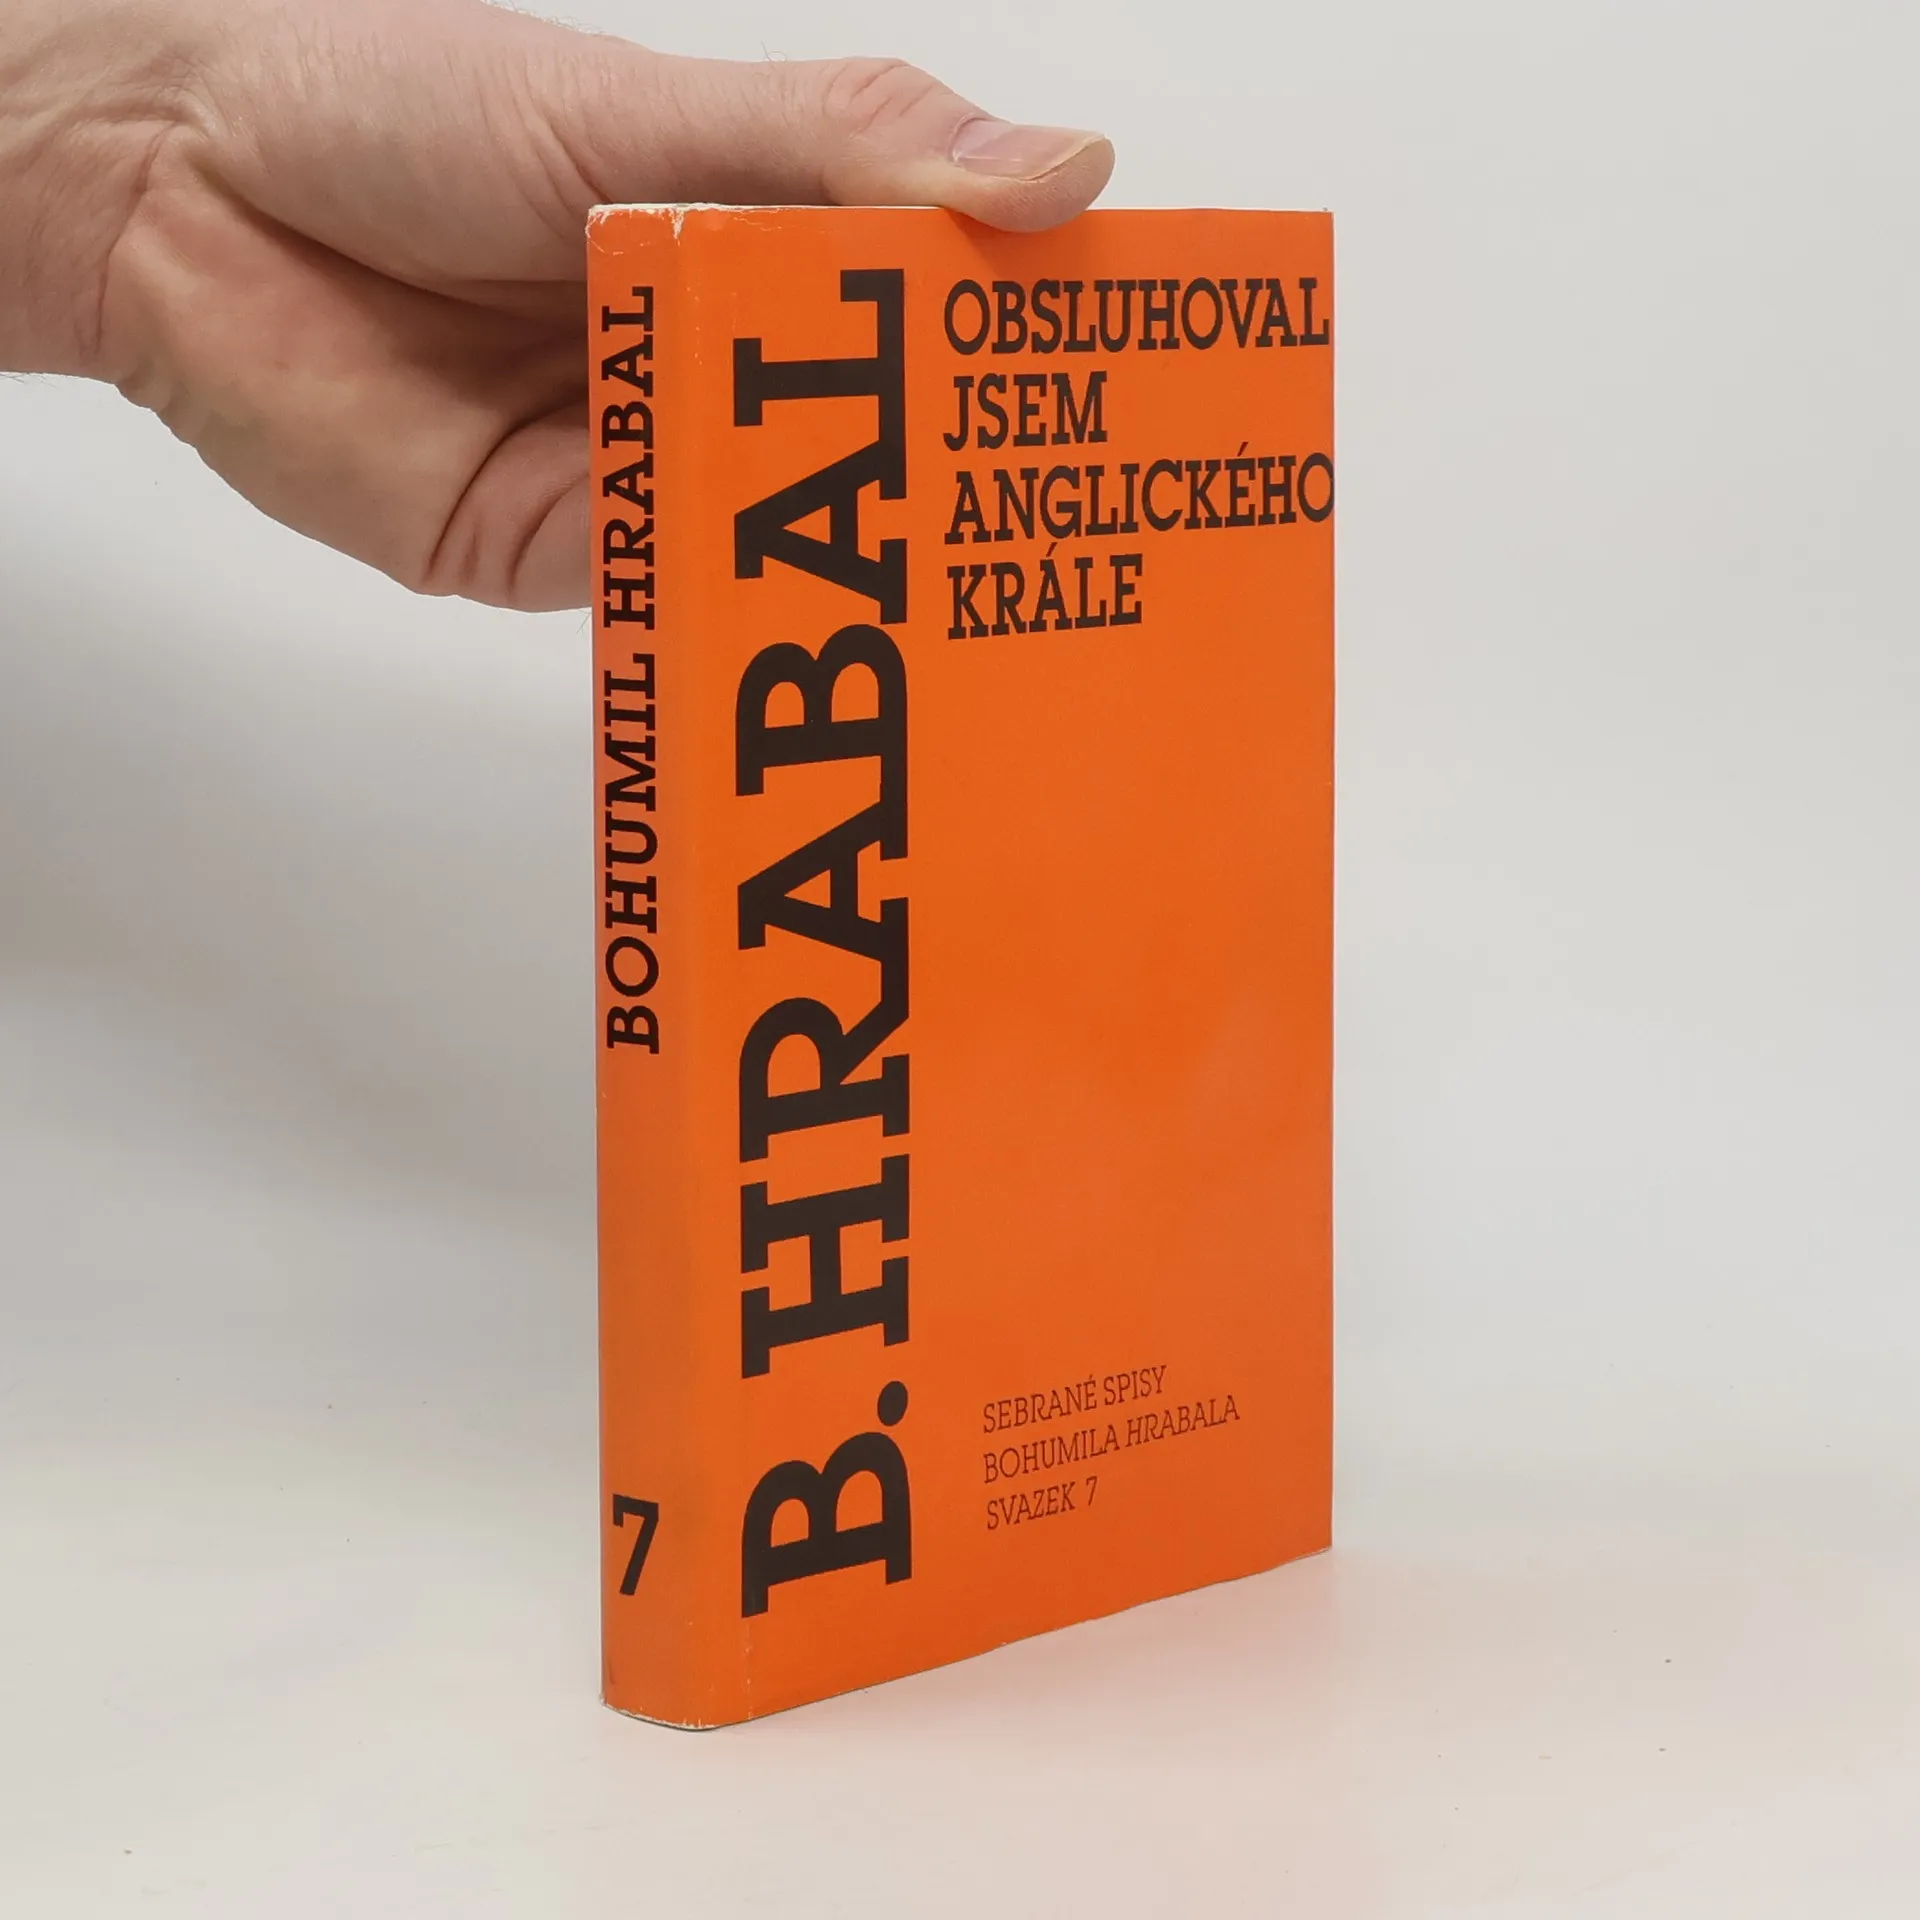 BOHUMIL HRABAL
7
B. HRABAL
OBSLUHOVAL
JSEM
ANGLICKÉHO
KRÁLE
SEBRANÉ SPISY
BOHUMILA HRABALA
SVAZEK 7